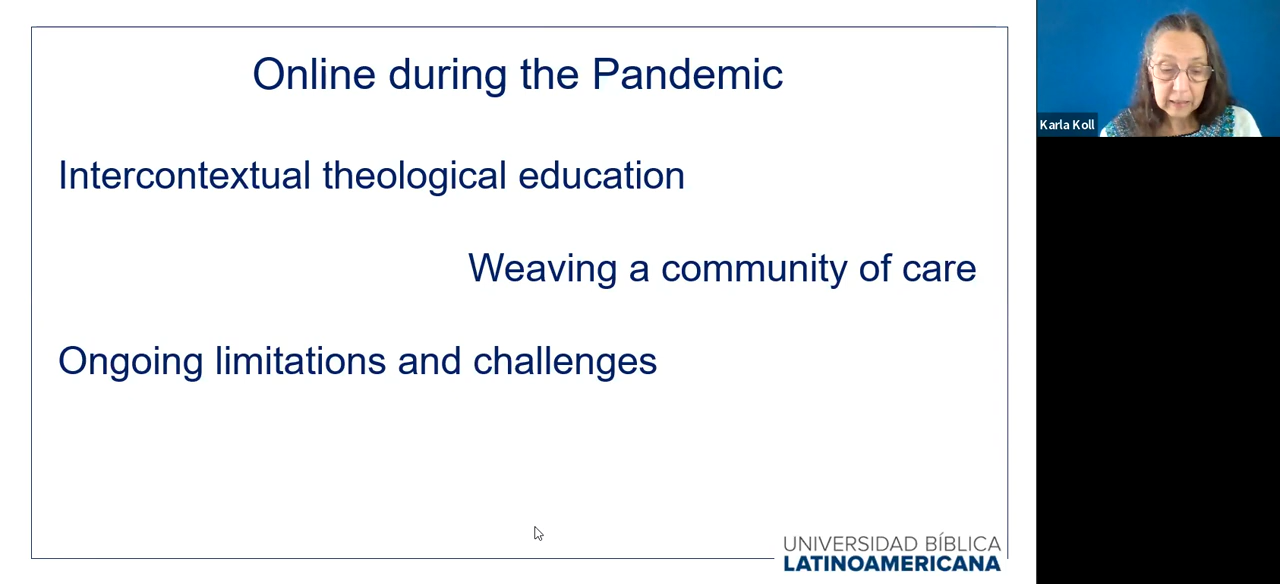 Online during the Pandemic
Karla Koll
Intercontextual theological education
Weaving a community of care
Ongoing limitations and challenges
UNIVERSIDAD BÍBLICA
LATINOAMERICANA